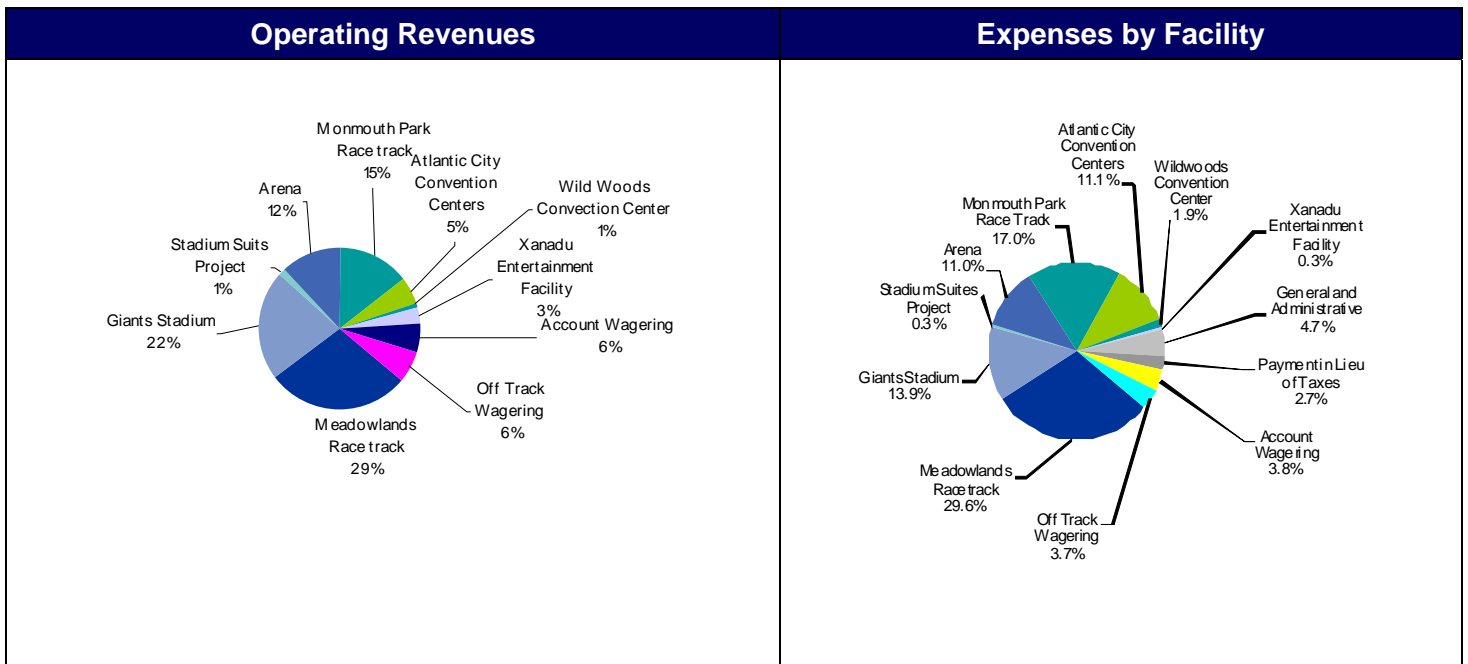 Operating Revenues
Monmouth Park
Race track
15%
Atlantic City
Convention
Centers
5%
Wild Woods
Convection Center
1%
Xanadu
Entertainment
Facility
3%
Account Wagering
6%
Off Track
Wagering
6%
Meadowlands
Race track
29%
Giants Stadium
22%
Stadium Suits
Project
1%
Arena
12%
Expenses by Facility
Atlantic City
Convention
Centers
11.1%
Wildwoods
Convention
Center
1.9%
Xanadu
Entertainment
Facility
0.3%
General and
Administrative
4.7%
Payment in Lieu
of Taxes
2.7%
Account
Wagering
3.8%
Off Track
Wagering
3.7%
Meadowlands
Racetrack
29.6%
Giants Stadium
13.9%
Stadium Suites
Project
0.3%
Arena
11.0%
Monmouth Park
Race Track
17.0%